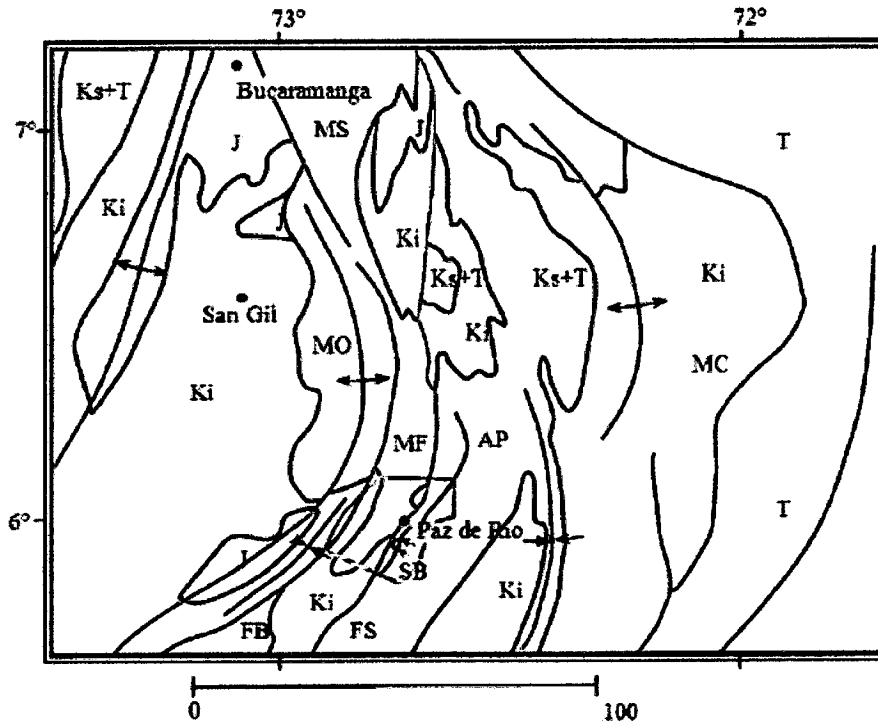 73° 72°
Ks+T Bucaramanga
MS J
7° J T
Ki
Ki
Ks+T Ks+T Ki
San Gil
MO
Ki MC
MF AP
6° Paz de Rio T
SB
Ki Ki
FB FS
0 100